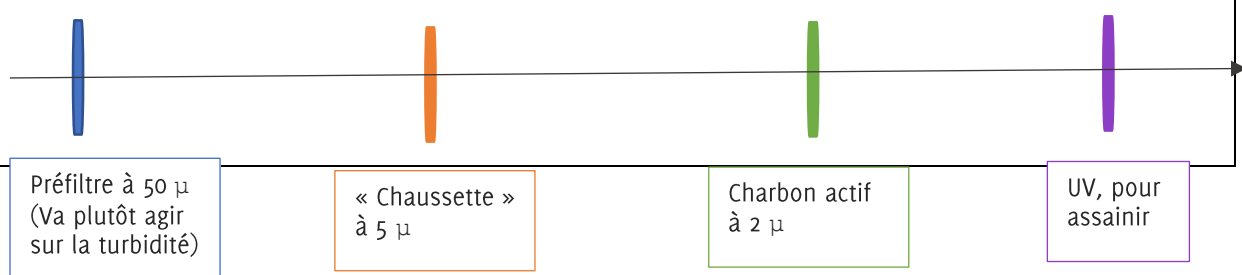 Préfiltre à 50 µ
(Va plutôt agir
sur la turbidité)
« Chaussette »
à 5 µ
Charbon actif
à 2 µ
UV, pour
assainir